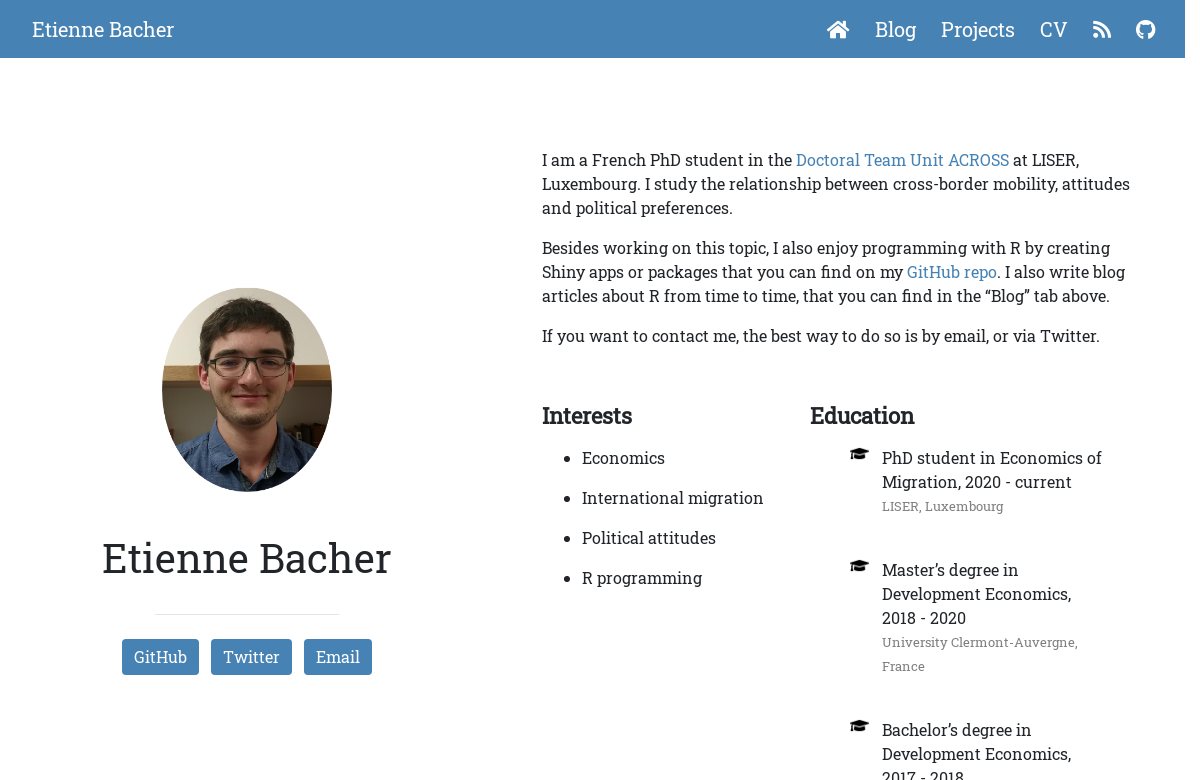 Etienne Bacher
Blog
Projects
CV
I am a French PhD student in the Doctoral Team Unit ACROSS at LISER,
Luxembourg. I study the relationship between cross-border mobility, attitudes
and political preferences.
Besides working on this topic, I also enjoy programming with R by creating
Shiny apps or packages that you can find on my GitHub repo. I also write blog
articles about R from time to time, that you can find in the “Blog” tab above.
If you want to contact me, the best way to do so is by email, or via Twitter.
Etienne Bacher
GitHub
Twitter
Email
Interests
Economics
International migration
Political attitudes
R programming
Education
PhD student in Economics of
Migration, 2020 - current
LISER, Luxembourg
Master’s degree in
Development Economics,
2018 - 2020
University Clermont-Auvergne,
France
Bachelor’s degree in
Development Economics,
2017 - 2018